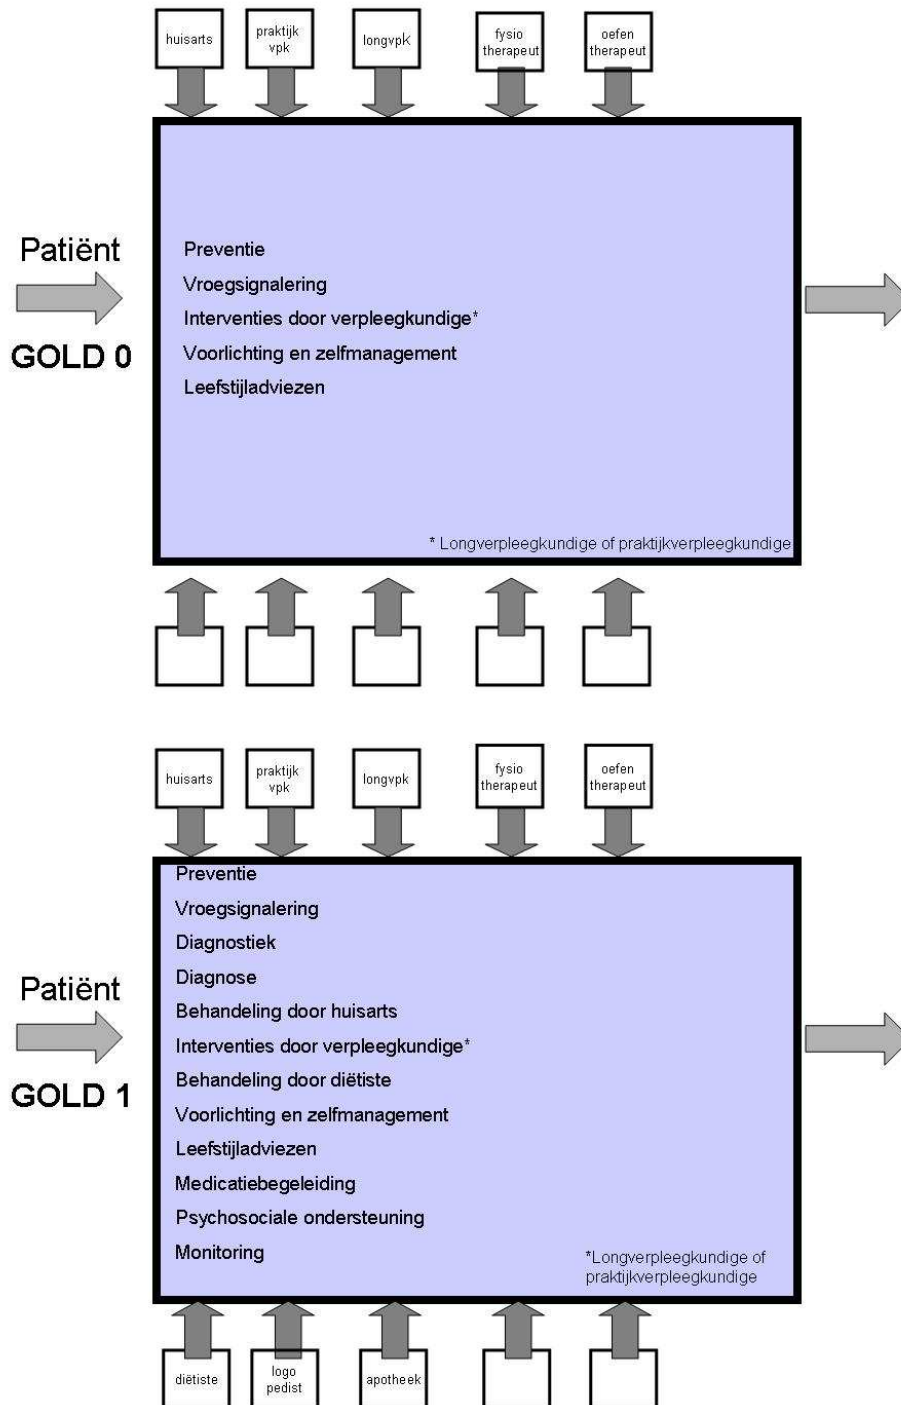 huisarts
praktijk
vpk
longvpK
fysio
therapeut
oefen
therapeut
Patiënt
GOLD 0
Preventie
Vroegsignalering
Interventies door verpleegkundige*
Voorlichting en zelfmanagement
Leefstijladviezen
* Longverpleegkundige of praktijkverpleegkundige
huisarts
praktijk
vpk
longvpk
fysio
therapeut
oefen
therapeut
Patiënt
GOLD 1
Preventie
Vroegsignalering
Diagnostiek
Diagnose
Behandeling door huisarts
Interventies door verpleegkundige*
Behandeling door diëtiste
Voorlichting en zelfmanagement
Leefstijladviezen
Medicatiebegeleiding
Psychosociale ondersteuning
Monitoring
*Longverpleegkundige of
praktijkverpleegkundige
diëtiste
logo
pedist
apotheek